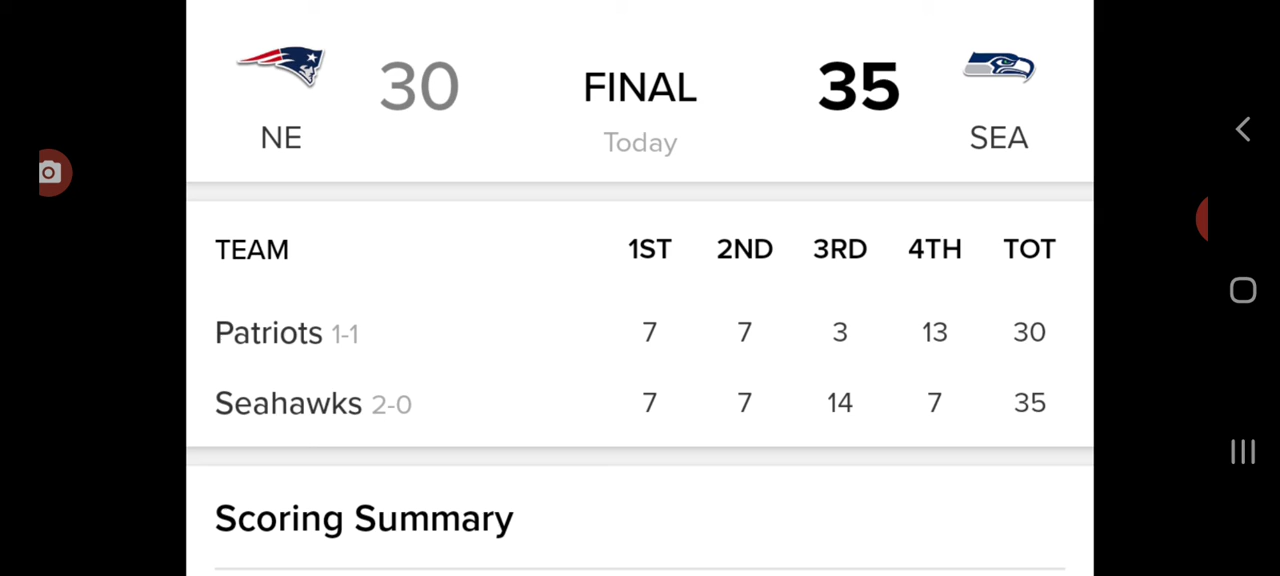 30 FINAL 35
NE Today SEA
TEAM 1ST 2ND 3RD 4TH TOT
Patriots 1-1 7 7 3 13 30
Seahawks 2-0 7 7 14 7 35
Scoring Summary